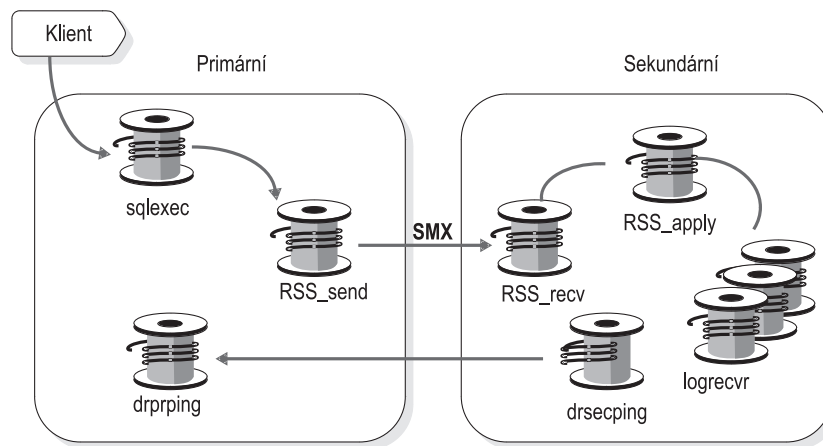 Klient
Primární
Sekundární
sqlexec
RSS_send
SMX
RSS_recv
RSS_apply
logrecvr
drprping
drsecping